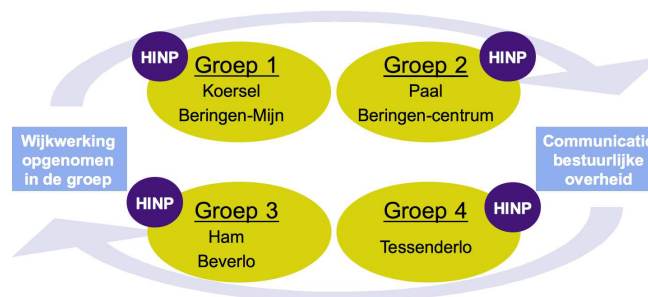 HINP
Groep 1
Koersel
Beringen-Mijn
HINP
Groep 2
Paal
Beringen-centrum
Wijkwerking
opgenomen
in de groep
Communicatie
bestuurlijke
overheid
HINP
Groep 3
Ham
Beverlo
HINP
Groep 4
Tessenderlo